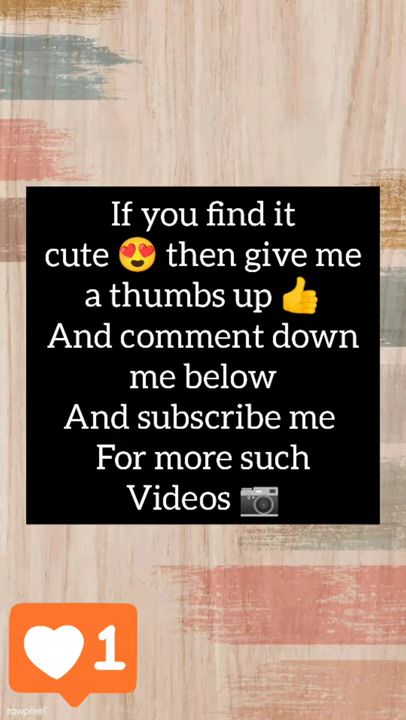 If you find it
cute 😍 then give me
a thumbs up 👍
And comment down
me below
And subscribe me
For more such
Videos 📷
1
rawpixel